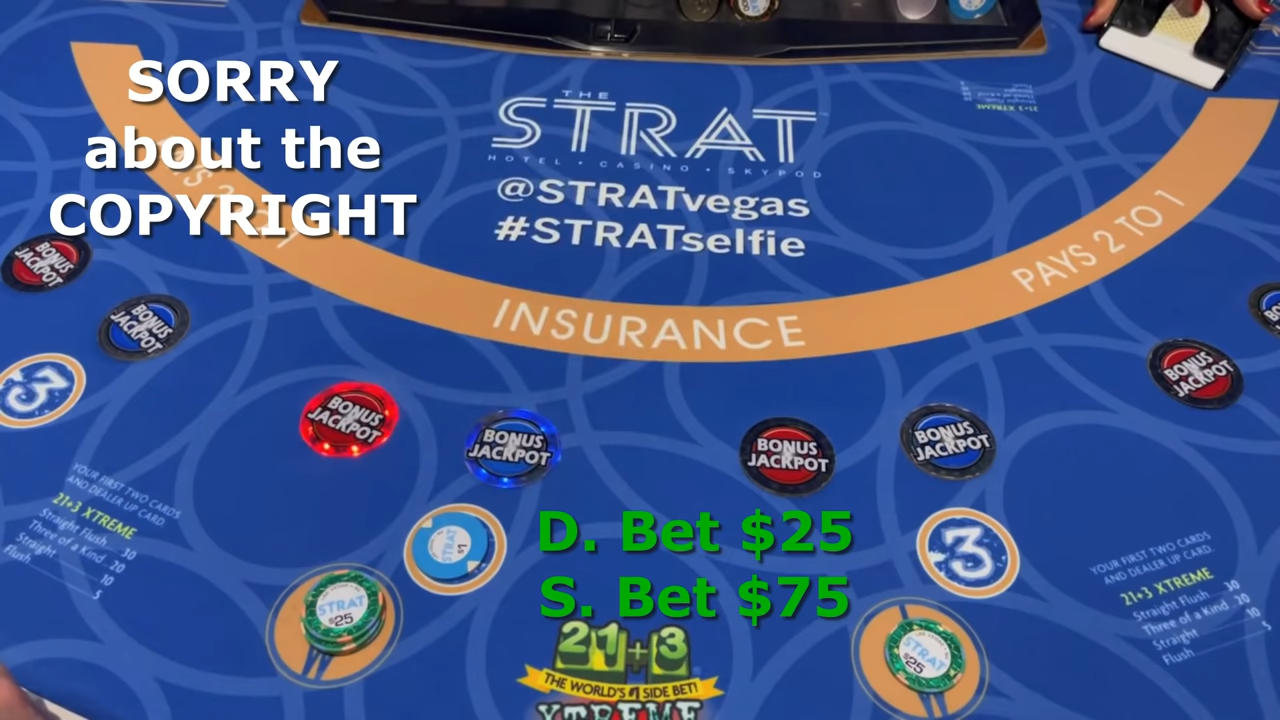 SORRY
about the
COPYRIGHT
THE
STRAT
HOTEL • CASINO • SKYPOD
@STRATvegas
#STRATselfie
INSURANCE
PAYS 2 TO 1
21+3 XTREME
BONUS
JACKPOT
BONUS
JACKPOT
3
BONUS
JACKPOT
BONUS
JACKPOT
BONUS
JACKPOT
BONUS
JACKPOT
BONUS
JACKPOT
YOUR FIRST TWO CARDS
AND DEALER UP CARD.
21+3 XTREME
Straight Flush 30
Three of a Kind 20
Straight 10
Flush 5
STRAT
$1
STRAT
$25
D. Bet $25
S. Bet $75
21+3
THE WORLD'S #1 SIDE BET!
XTREME
3
STRAT
$25
YOUR FIRST TWO CARDS
AND DEALER UP CARD.
21+3 XTREME
Straight Flush 30
Three of a Kind 20
Straight 10
Flush 5